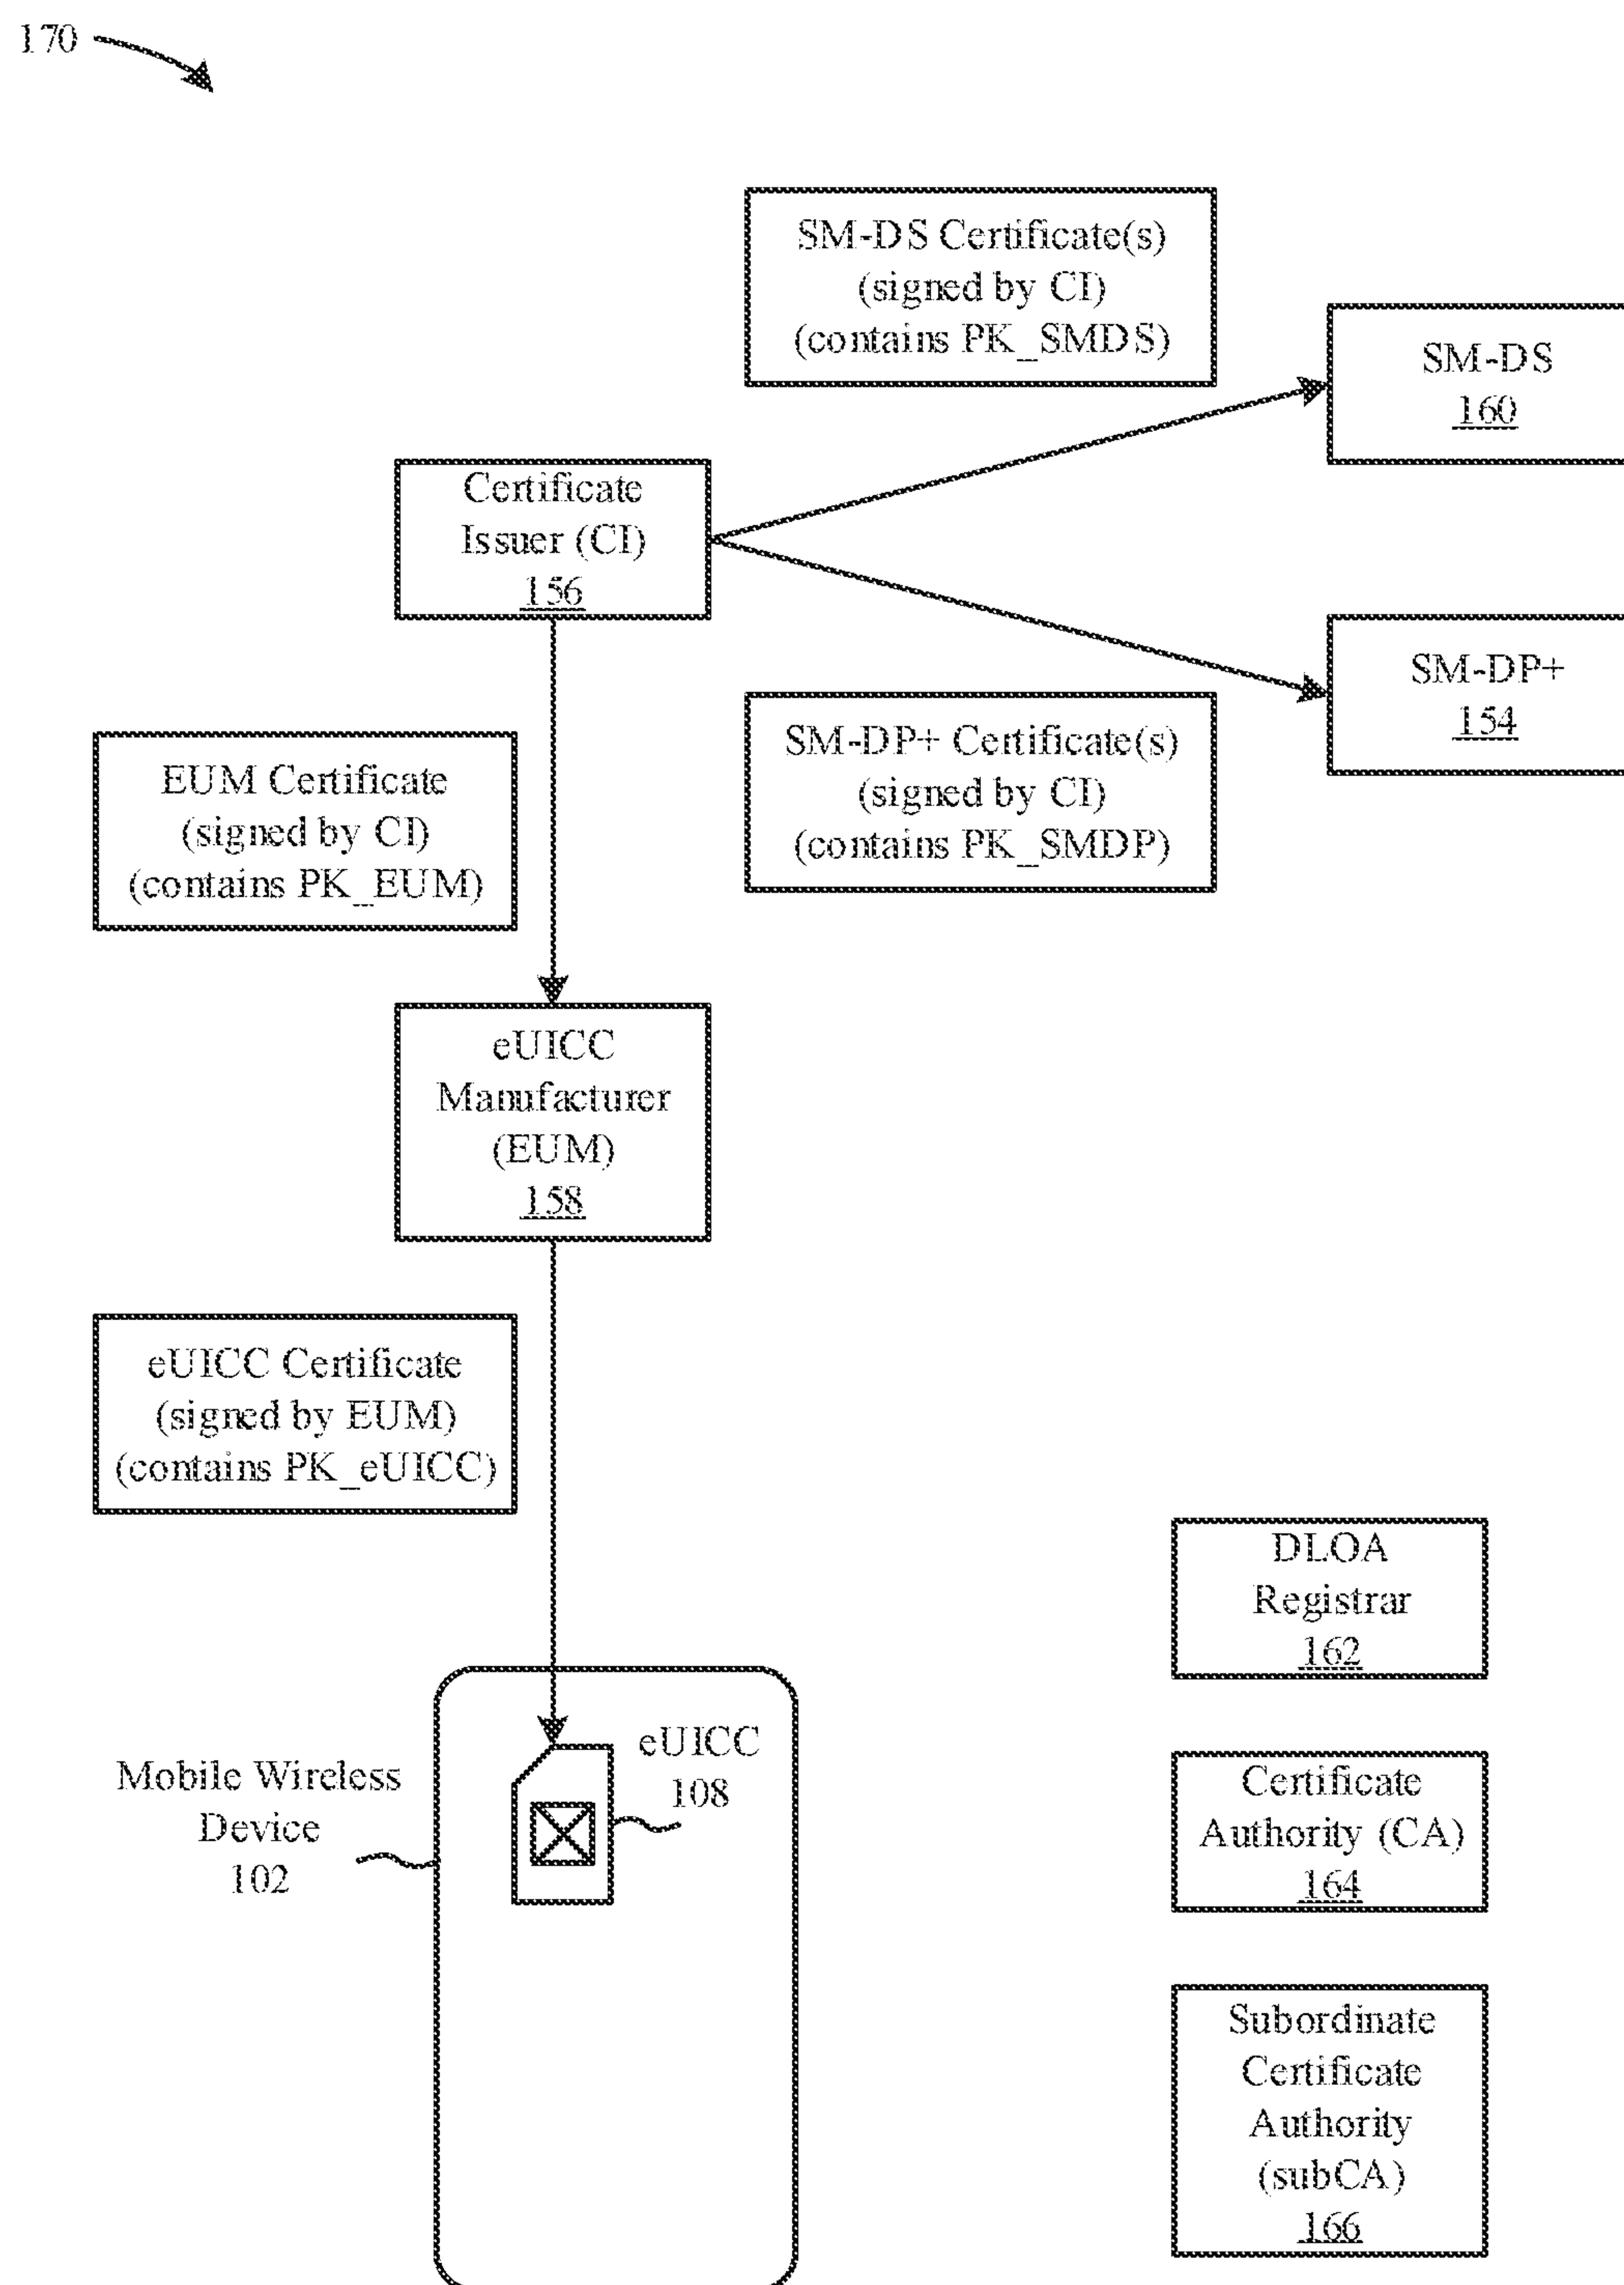 170
SM-DS Certificate(s)
(signed by CI)
(contains PK_SMDS)
SM-DS
160
Certificate
Issuer (CI)
156
SM-DP+
154
SM-DP+ Certificate(s)
(signed by CI)
(contains PK_SMDP)
EUM Certificate
(signed by CI)
(contains PK_EUM)
eUICC
Manufacturer
(EUM)
158
eUICC Certificate
(signed by EUM)
(contains PK_eUICC)
DLOA
Registrar
162
eUICC
108
Mobile Wireless
Device
102
Certificate
Authority (CA)
164
Subordinate
Certificate
Authority
(subCA)
166